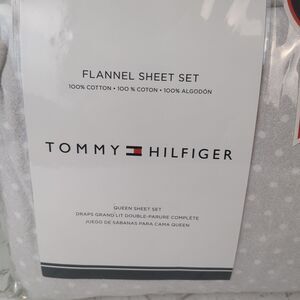 FLANNEL SHEET SET
100% COTTON • 100 % COTON • 100% ALGODÓN
TOMMY HILFIGER
QUEEN SHEET SET
DRAPS GRAND LIT DOUBLE-PARURE COMPLÈTE
JUEGO DE SABANAS PARA CAMA QUEEN